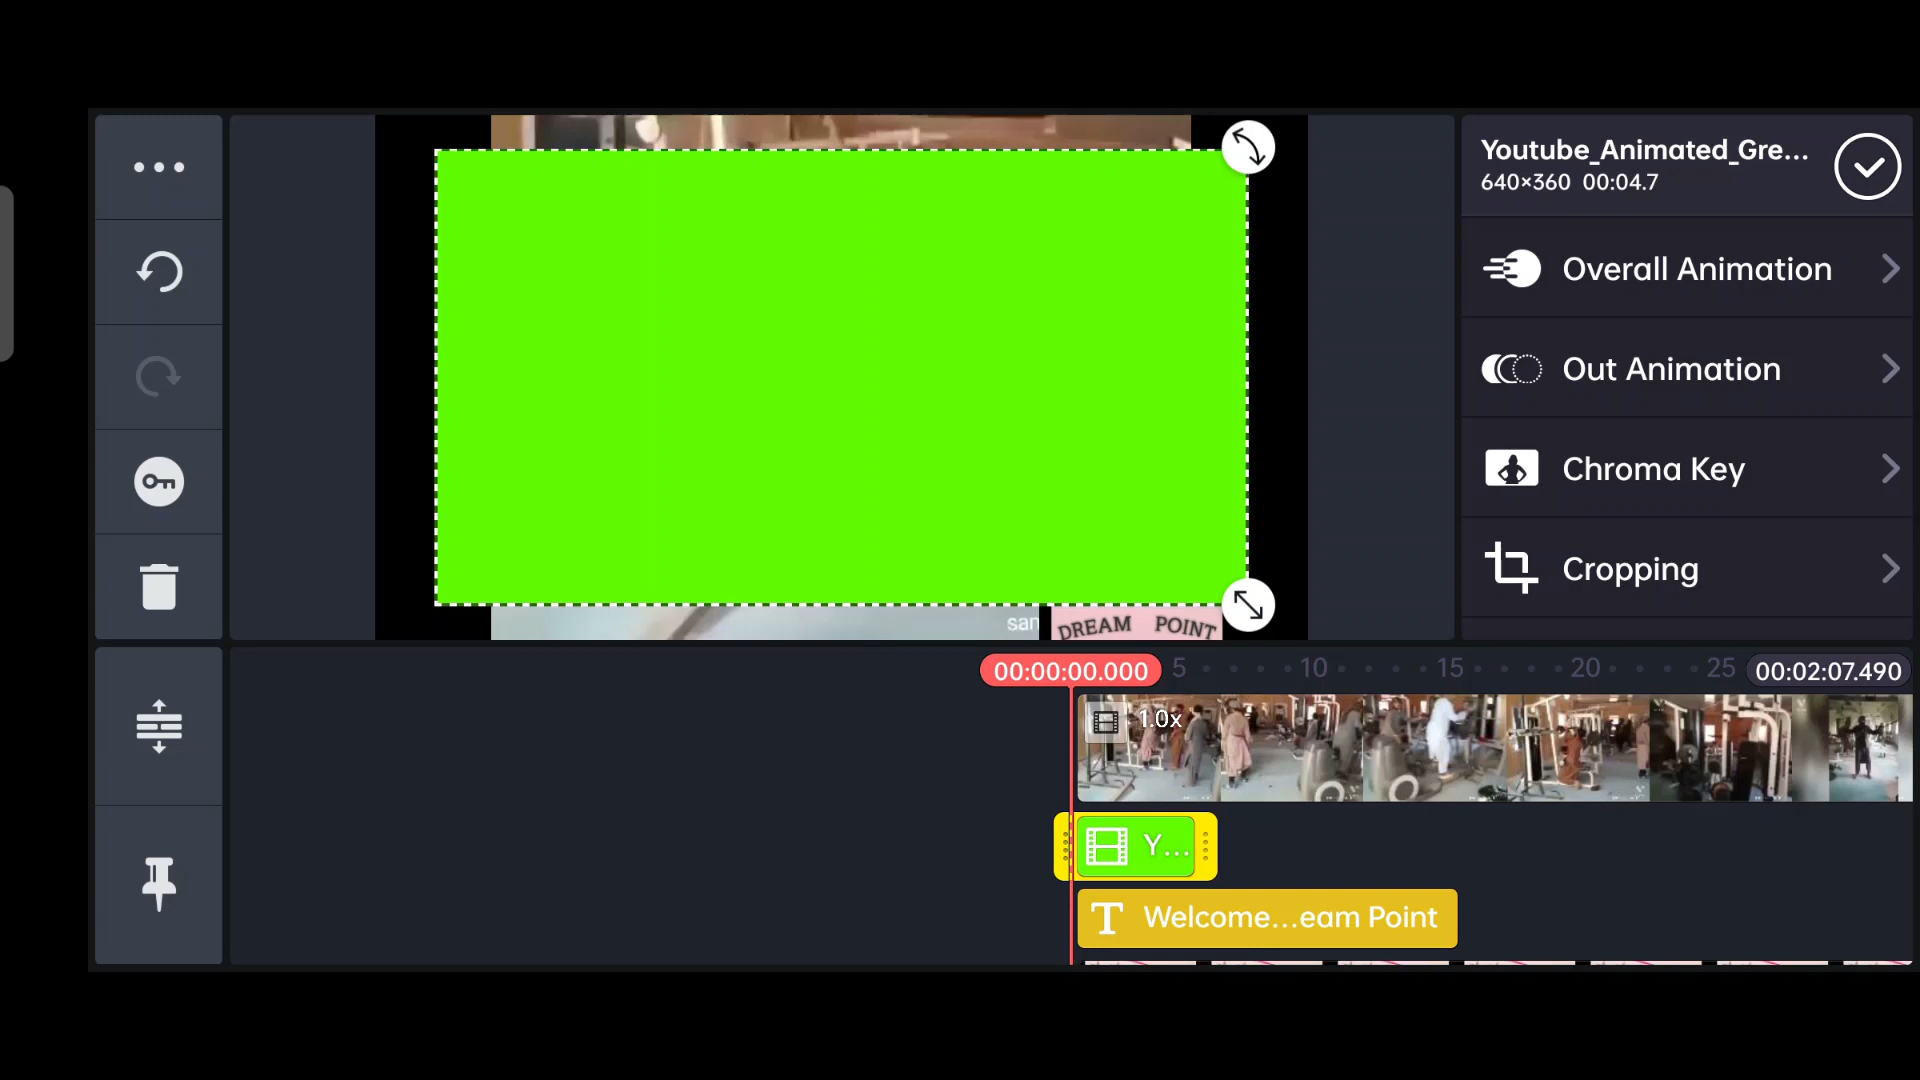 Youtube_Animated_Gre...
640×360 00:04.7
Overall Animation
Out Animation
Chroma Key
Cropping
san
DREAM POINT
00:00:00.000 5 10 15 20 25 00:02:07.490
1.0x
Y...
T Welcome...eam Point